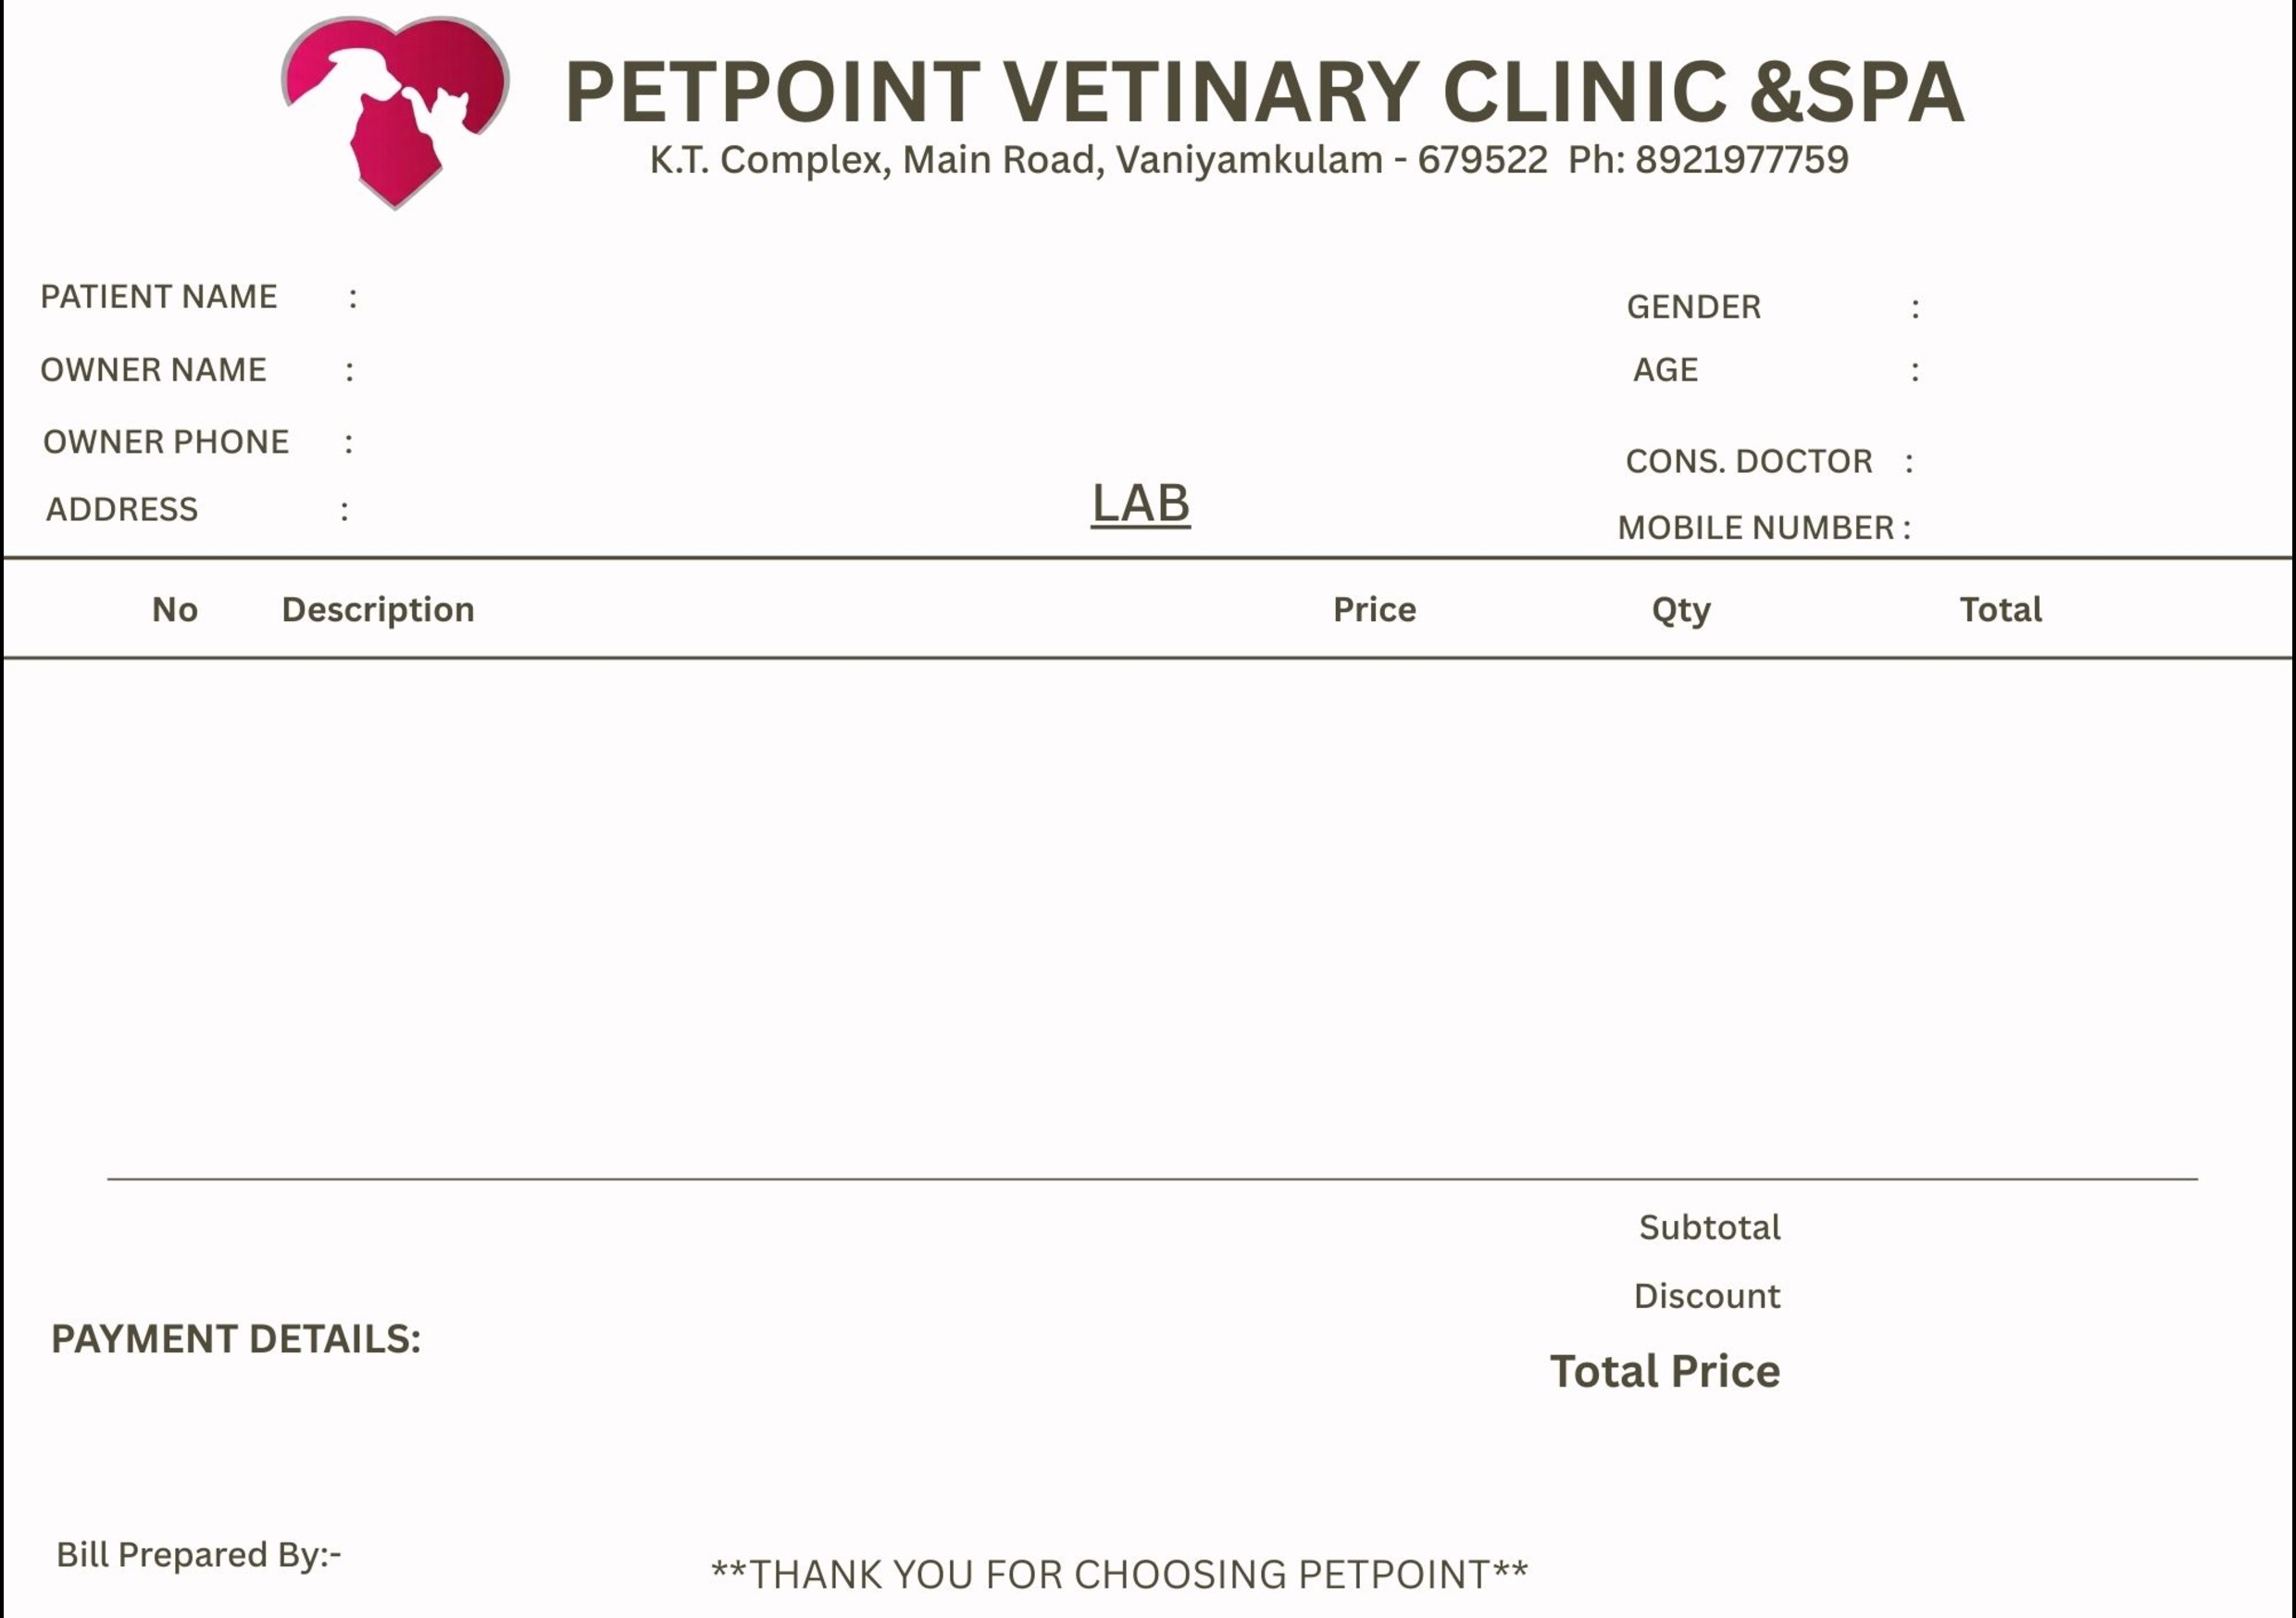 PETPOINT VETINARY CLINIC &SPA
K.T. Complex, Main Road, Vaniyamkulam - 679522 Ph: 8921977759
PATIENT NAME :
GENDER :
OWNER NAME :
AGE :
OWNER PHONE :
CONS. DOCTOR :
ADDRESS :
LAB
MOBILE NUMBER :
No Description Price Qty Total
Subtotal
Discount
PAYMENT DETAILS:
Total Price
Bill Prepared By:-
**THANK YOU FOR CHOOSING PETPOINT**